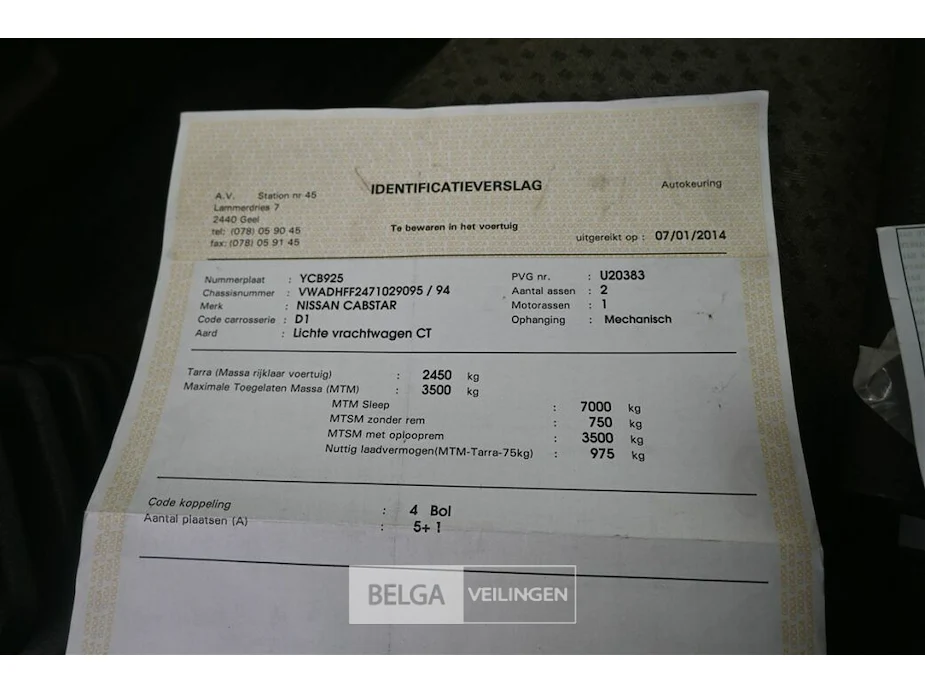 IDENTIFICATIEVERSLAG
Autokeuring
A.V. Station nr 45
Lammerdries 7
2440 Geel
tel: (078) 05 90 45
fax: (078) 05 91 45
Te bewaren in het voertuig
uitgereikt op : 07/01/2014
Nummerplaat : YCB925
Chassisnummer : VWADHFF2471029095 / 94
Merk : NISSAN CABSTAR
Code carrosserie : D1
Aard : Lichte vrachtwagen CT
PVG nr. : U20383
Aantal assen : 2
Motorassen : 1
Ophanging : Mechanisch
Tarra (Massa rijklaar voertuig) : 2450 kg
Maximale Toegelaten Massa (MTM) : 3500 kg
MTM Sleep : 7000 kg
MTSM zonder rem : 750 kg
MTSM met oplooprem : 3500 kg
Nuttig laadvermogen(MTM-Tarra-75kg) : 975 kg
Code koppeling : 4 Bol
Aantal plaatsen (A) : 5+ 1
BELGA VEILINGEN